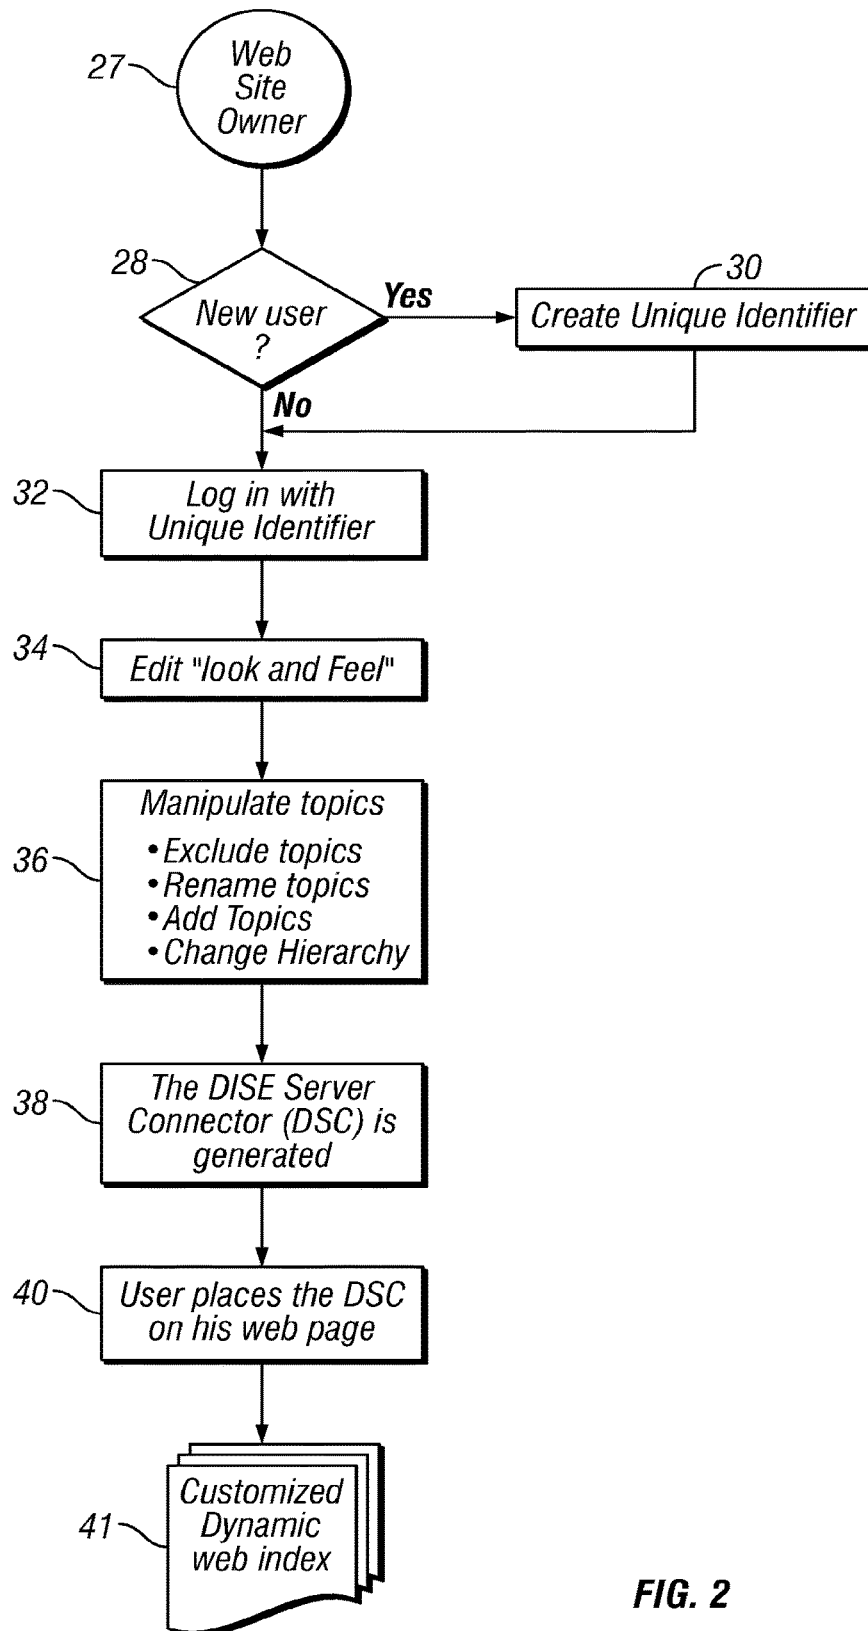 27
Web
Site
Owner
28
New user
?
Yes
30
Create Unique Identifier
No
32
Log in with
Unique Identifier
34
Edit "look and Feel"
36
Manipulate topics
•Exclude topics
•Rename topics
•Add Topics
•Change Hierarchy
38
The DISE Server
Connector (DSC) is
generated
40
User places the DSC
on his web page
41
Customized
Dynamic
web index
FIG. 2